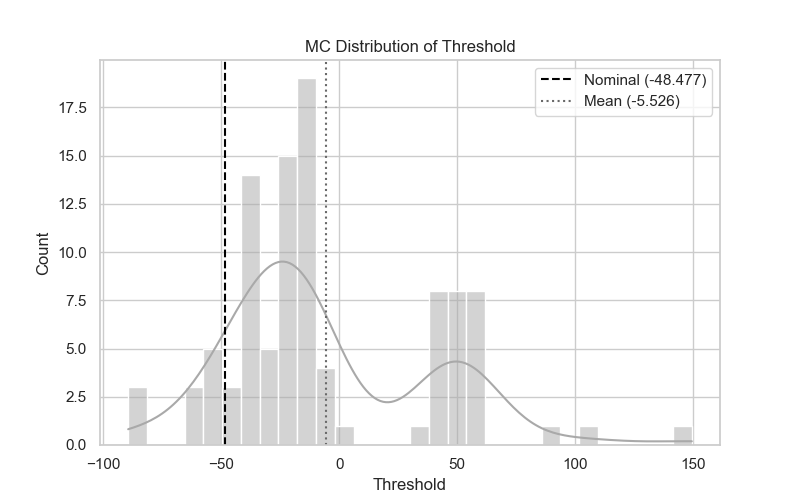 MC Distribution of Threshold
Nominal (-48.477)
Mean (-5.526)
Count
17.5
15.0
12.5
10.0
7.5
5.0
2.5
0.0
−100
−50
0
50
100
150
Threshold